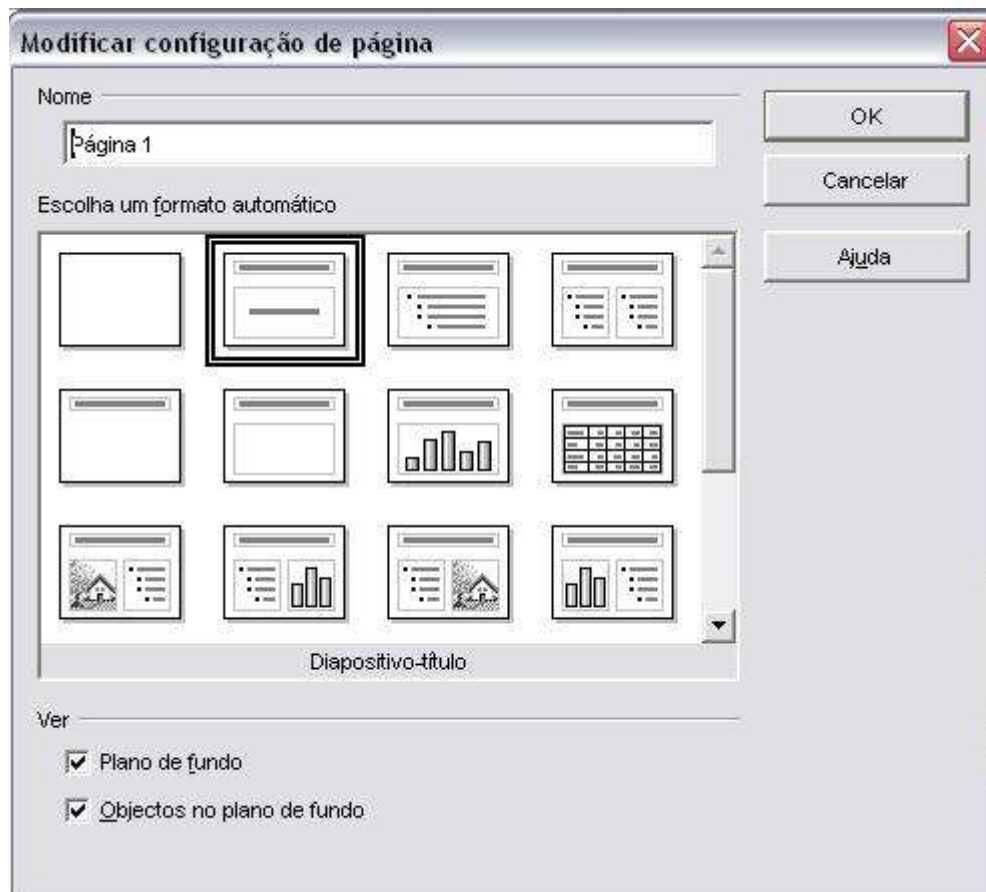 Modificar configuração de página
Nome
Página 1
OK
Cancelar
Ajuda
Escolha um formato automático
Diapositivo-título
Ver
Plano de fundo
Objectos no plano de fundo